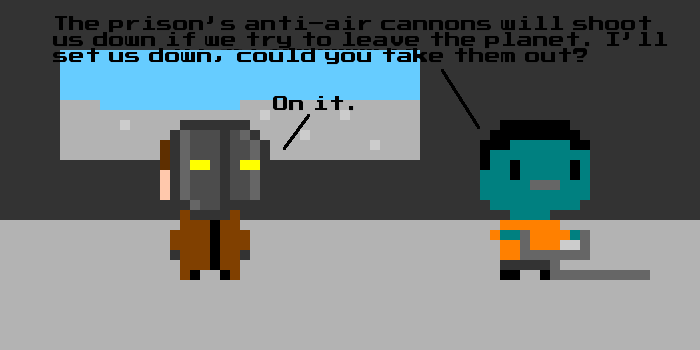 The prison's anti-air cannons will shoot
us down if we try to leave the planet. I'll
set us down, could you take them out?
On it.